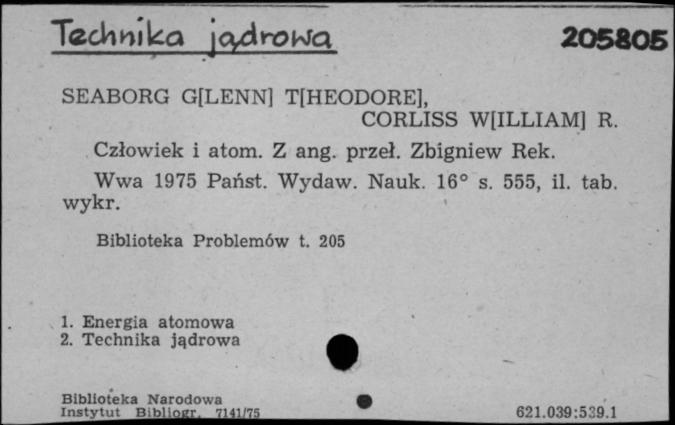 Technika jądrowa
205805
SEABORG G[LENN] T[HEODORE],
CORLISS W[ILLIAM] R.
Człowiek i atom. Z ang. przeł. Zbigniew Rek.
Wwa 1975 Państ. Wydaw. Nauk. 16° s. 555, il. tab.
wykr.
Biblioteka Problemów t. 205
1. Energia atomowa
2. Technika jądrowa
Biblioteka Narodowa
Instytut Bibliogr. 7141/75
621.039:539.1